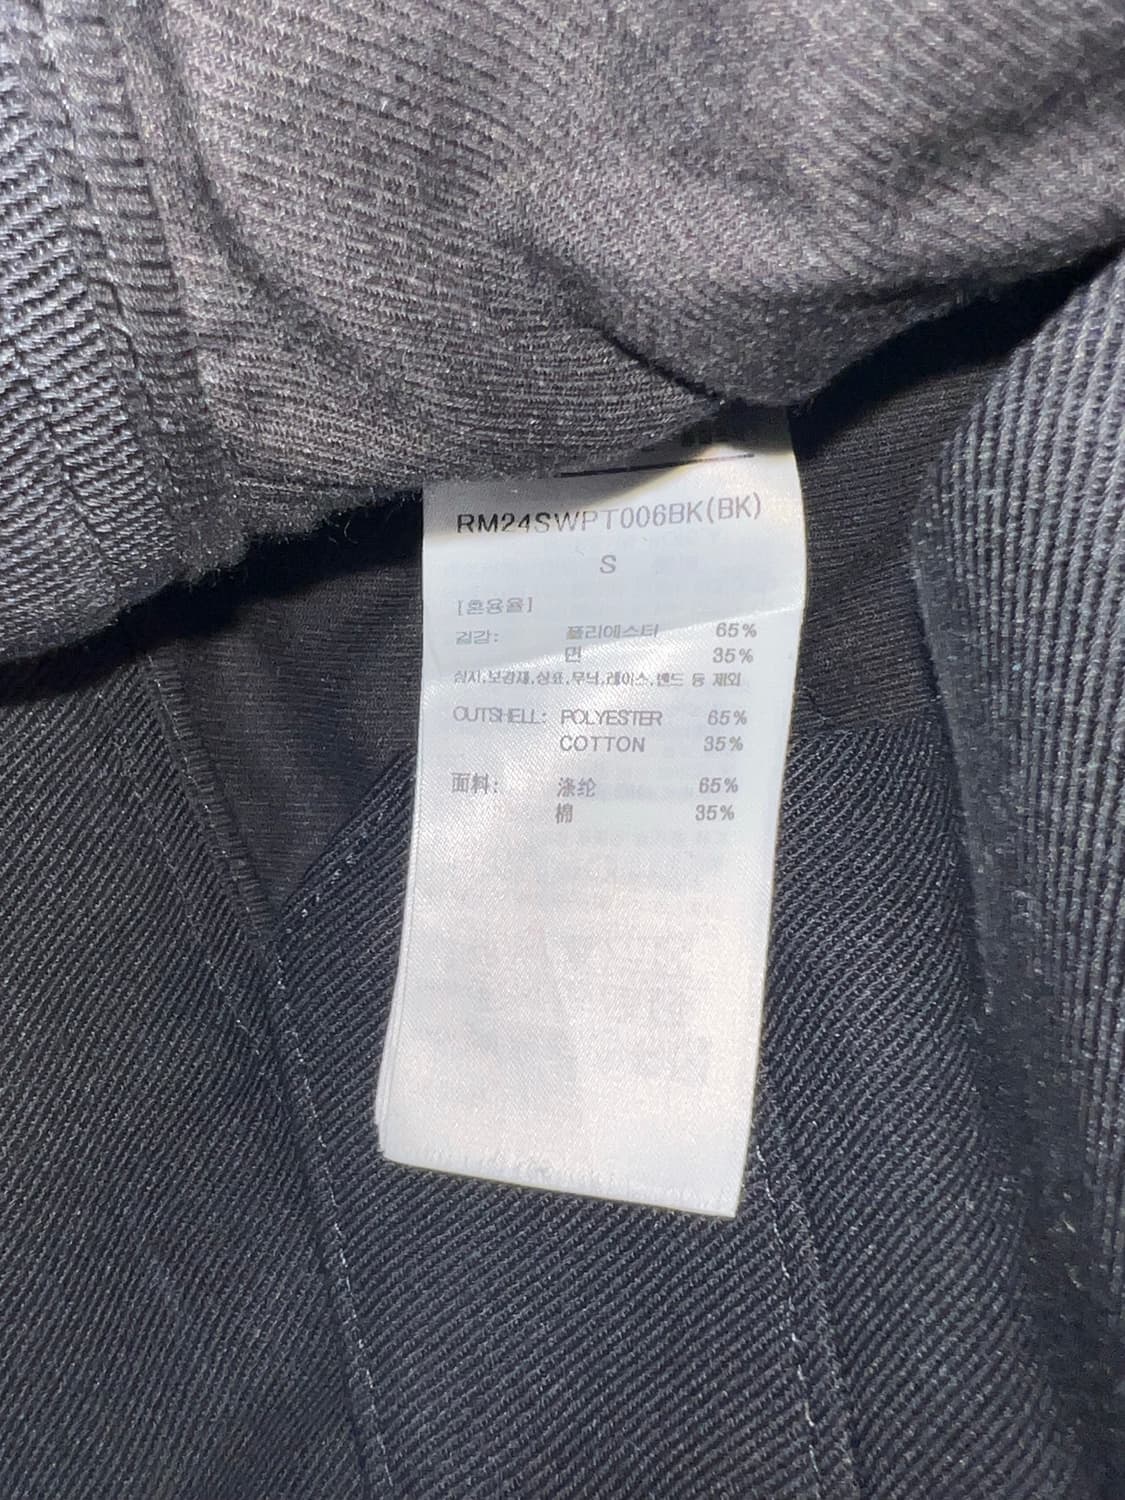 RM24SWPT006BK(BK)
S
[혼용율]
겉감: 폴리에스터 65%
면 35%
심지,보강재,상표,무늬,레이스,밴드 등 제외
OUTSHELL: POLYESTER 65%
COTTON 35%
面料: 涤纶 65%
棉 35%